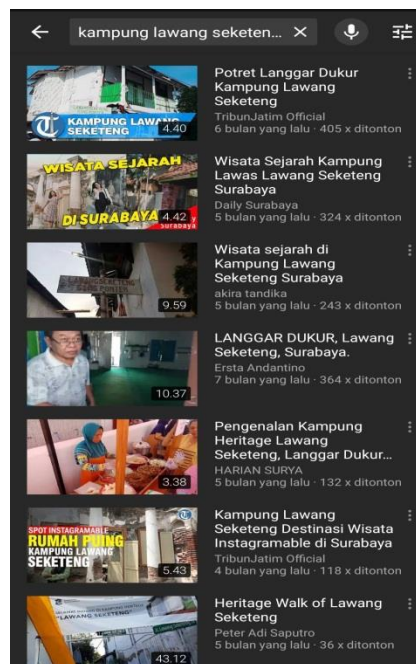 kampung lawang seketen...
KAMPUNG LAWANG
SEKETENG
4.40
Potret Langgar Dukur
Kampung Lawang
Seketeng
TribunJatim Official
6 bulan yang lalu · 405 x ditonton
WISATA SEJARAH
DI SURABAYA
4.42
Wisata Sejarah Kampung
Lawas Lawang Seketeng
Surabaya
Daily Surabaya
5 bulan yang lalu · 324 x ditonton
9.59
Wisata sejarah di
Kampung Lawang
Seketeng Surabaya
akira tandika
5 bulan yang lalu · 243 x ditonton
10.37
LANGGAR DUKUR, Lawang
Seketeng, Surabaya.
Ersta Andantino
7 bulan yang lalu · 364 x ditonton
3.38
Pengenalan Kampung
Heritage Lawang
Seketeng, Langgar Dukur...
HARIAN SURYA
5 bulan yang lalu · 132 x ditonton
SPOT INSTAGRAMABLE
RUMAH PUING
KAMPUNG LAWANG
SEKETENG
5.43
Kampung Lawang
Seketeng Destinasi Wisata
Instagramable di Surabaya
TribunJatim Official
4 bulan yang lalu · 118 x ditonton
"LAWANG SEKETENG"
43.12
Heritage Walk of Lawang
Seketeng
Peter Adi Saputro
5 bulan yang lalu · 36 x ditonton